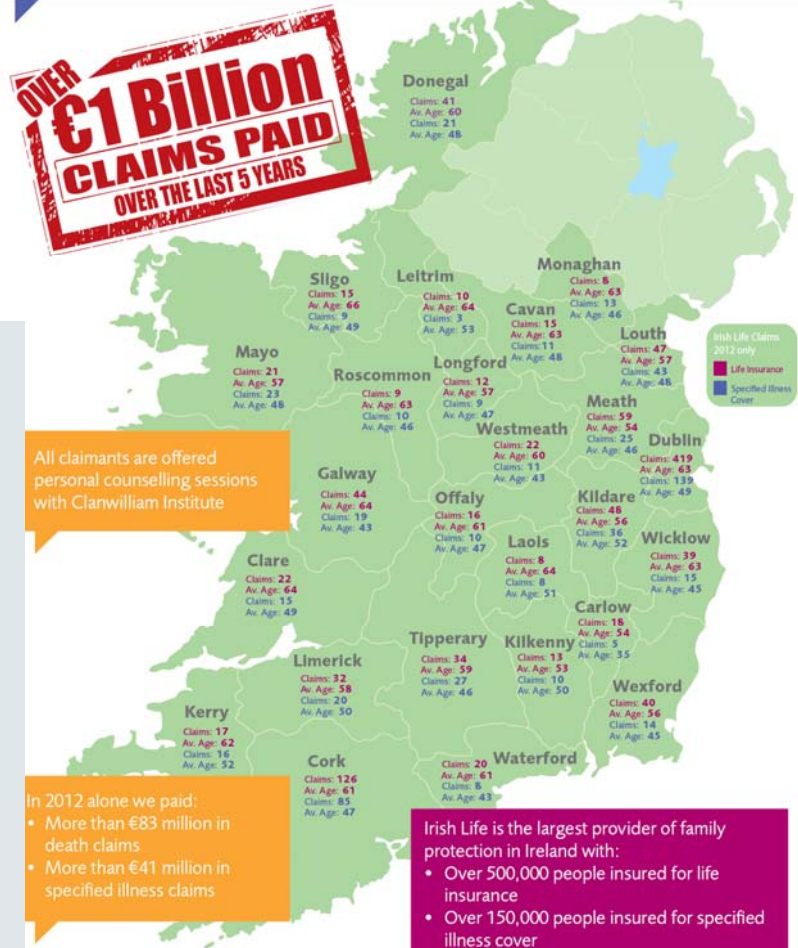 OVER
€1 Billion
CLAIMS PAID
OVER THE LAST 5 YEARS
Donegal
Claims: 41
Av. Age: 60
Claims: 21
Av. Age: 48
Monaghan
Claims: 8
Av. Age: 63
Claims: 13
Av. Age: 46
Sligo
Claims: 15
Av. Age: 66
Claims: 9
Av. Age: 49
Leitrim
Claims: 10
Av. Age: 64
Claims: 3
Av. Age: 53
Cavan
Claims: 15
Av. Age: 63
Claims:11
Av. Age: 48
Louth
Claims: 47
Av. Age: 57
Claims: 43
Av. Age: 48
Irish Life Claims
2012 only
Life Insurance
Specified Illness
Cover
Mayo
Claims: 21
Av. Age: 57
Claims: 23
Av. Age: 48
Roscommon
Claims: 9
Av. Age: 63
Claims: 10
Av. Age: 46
Longford
Claims: 12
Av. Age: 57
Claims: 9
Av. Age: 47
Meath
Claims: 59
Av. Age: 54
Claims: 25
Av. Age: 46
Westmeath
Claims: 22
Av. Age: 60
Claims: 11
Av. Age: 43
Dublin
Claims: 419
Av. Age: 63
Claims: 139
Av. Age: 49
All claimants are offered
personal counselling sessions
with Clanwilliam Institute
Galway
Claims: 44
Av. Age: 64
Claims: 19
Av. Age: 43
Offaly
Claims: 16
Av. Age: 61
Claims: 10
Av. Age: 47
Kildare
Claims: 48
Av. Age: 56
Claims: 36
Av. Age: 52
Laois
Claims: 8
Av. Age: 64
Claims: 8
Av. Age: 51
Wicklow
Claims: 39
Av. Age: 63
Claims: 15
Av. Age: 45
Clare
Claims: 22
Av. Age: 64
Claims: 15
Av. Age: 49
Carlow
Claims: 18
Av. Age: 54
Claims: 5
Av. Age: 35
Tipperary
Claims: 34
Av. Age: 59
Claims: 27
Av. Age: 46
Kilkenny
Claims: 13
Av. Age: 53
Claims: 10
Av. Age: 50
Limerick
Claims: 32
Av. Age: 58
Claims: 20
Av. Age: 50
Wexford
Claims: 40
Av. Age: 56
Claims: 14
Av. Age: 45
Kerry
Claims: 17
Av. Age: 62
Claims: 16
Av. Age: 52
Cork
Claims: 126
Av. Age: 61
Claims: 85
Av. Age: 47
Waterford
Claims: 20
Av. Age: 61
Claims: 8
Av. Age: 43
In 2012 alone we paid:
• More than €83 million in
death claims
• More than €41 million in
specified illness claims
Irish Life is the largest provider of family
protection in Ireland with:
• Over 500,000 people insured for life
insurance
• Over 150,000 people insured for specified
illness cover